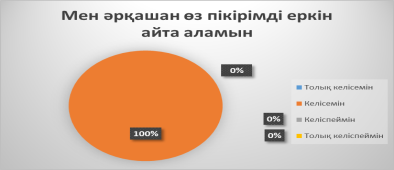 Мен әрқашан өз пікірімді еркін
айта аламын
0%
100%
0%
0%
Толық келісемін
Келісемін
Келіспеймін
Толық келіспеймін